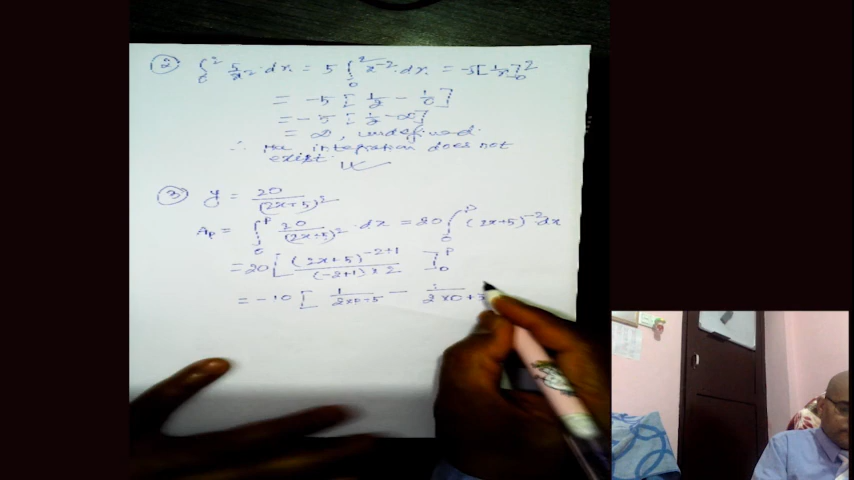 ② ∫₀² 5/x² · dx. = 5 ∫₀² x⁻² · dx. = -5 [1/x]₀²
= -5 [ 1/2 - 1/0 ]
= -5 [ 1/2 - ∞ ]
= ∞, undefined.
∴ The integration does not
exist.
③ y = 20/(2x+5)²
Aₚ = ∫₀ᵖ 20/(2x+5)² · dx = 20 ∫₀ᵖ (2x+5)⁻² dx
= 20 [ (2x+5)⁻²⁺¹ / (-2+1) × 2 ]₀ᵖ
= -10 [ 1/2×p+5 - 1/2×0+5